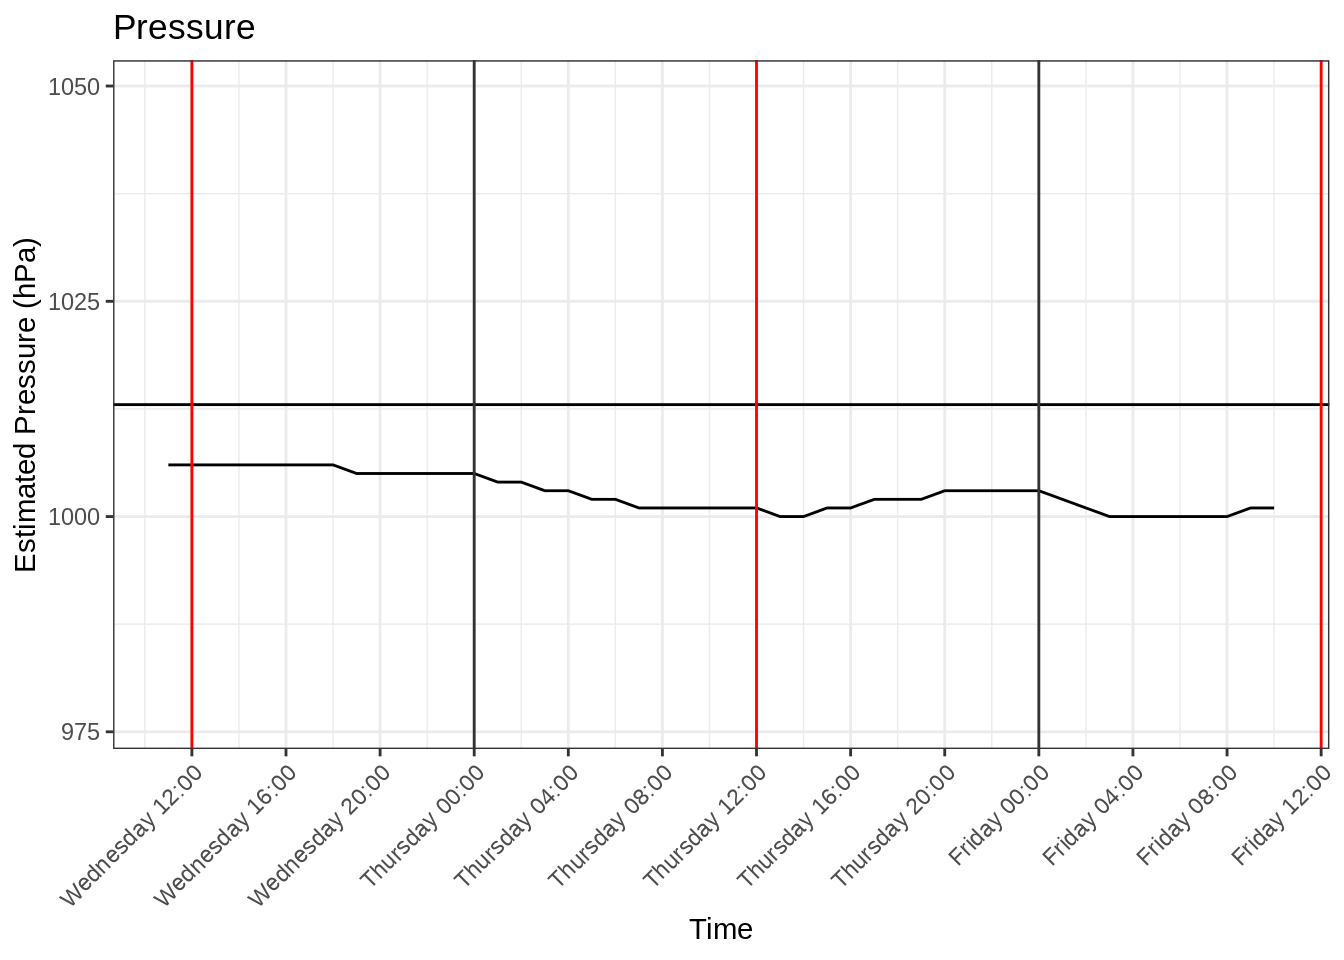 Pressure
Estimated Pressure (hPa)
1050
1025
1000
975
Wednesday 12:00
Wednesday 16:00
Wednesday 20:00
Thursday 00:00
Thursday 04:00
Thursday 08:00
Thursday 12:00
Thursday 16:00
Thursday 20:00
Friday 00:00
Friday 04:00
Friday 08:00
Friday 12:00
Time